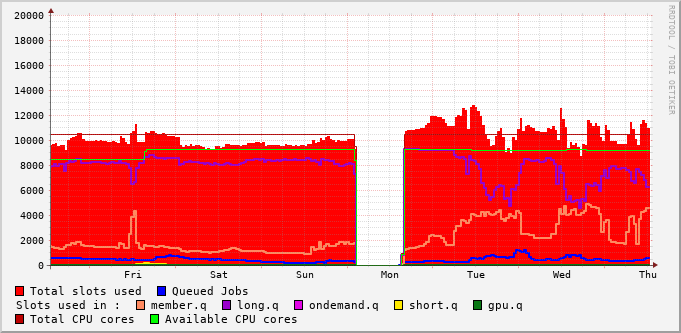 20000
18000
16000
14000
12000
10000
8000
6000
4000
2000
0
Fri Sat Sun Mon Tue Wed Thu
RRDTOOL / TOBI OETIKER
Total slots used Queued Jobs
Slots used in : member.q long.q ondemand.q short.q gpu.q
Total CPU cores Available CPU cores